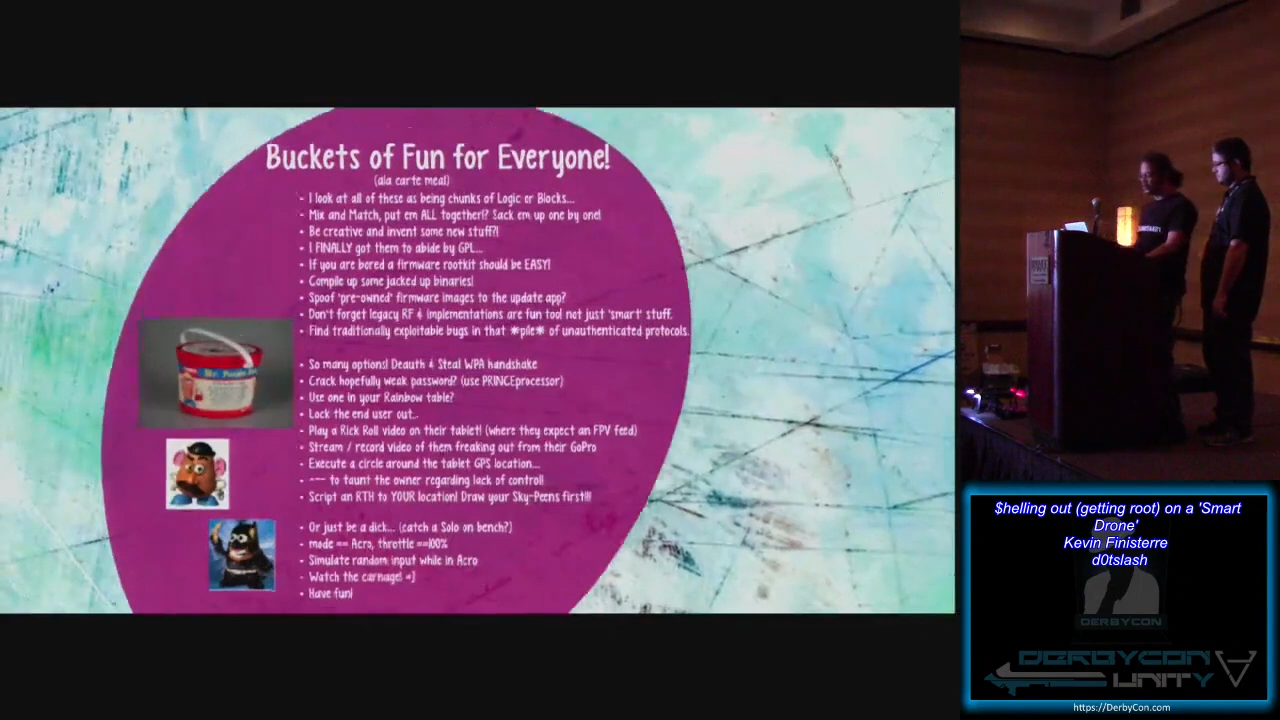 Buckets of Fun for Everyone!
(ala carte meal)
- I look at all of these as being chunks of Logic or Blocks...
- Mix and Match, put em ALL together!? Sack em up one by one!
• Be creative and invent some new stuff?!
• I FINALLY got them to abide by GPL...
• If you are bored a firmware rootkit should be EASY!
• Compile up some jacked up binaries!
• Spoof 'pre-owned' firmware images to the update app?
• Don't forget legacy RF & implementations are fun too! not just 'smart' stuff.
• Find traditionally exploitable bugs in that *pile* of unauthenticated protocols.
• So many options! Deauth & Steal WPA handshake
• Crack hopefully weak password? (use PRINCEprocessor)
• Use one in your Rainbow table?
• Lock the end user out...
• Play a Rick Roll video on their tablet! (where they expect an FPV feed)
• Stream / record video of them freaking out from their GoPro
• Execute a circle around the tablet GPS location...
• -~- to taunt the owner regarding lack of control!
• Script an RTH to YOUR location! Draw your Sky-Peens first!!!
• Or just be a dick... (catch a Solo on bench?)
• mode == Acro, throttle ==100%
• Simulate random input while in Acro
- Watch the carnage! =]
• Have fun!
$helling out (getting root) on a 'Smart
Drone'
Kevin Finisterre
d0tslash
DERBYCON
DERBYCON
UNITY
https://DerbyCon.com